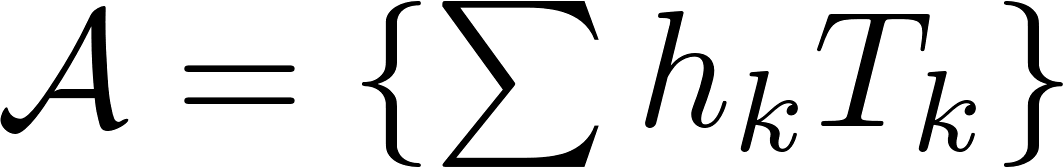 𝒜 = {∑ h_k T_k}